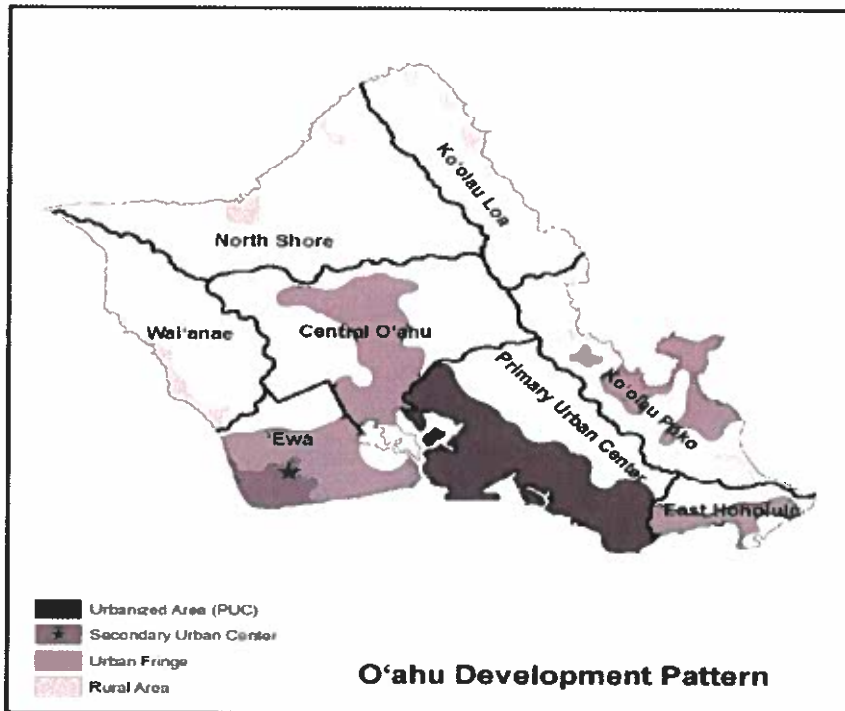 Ko'olau Loa
North Shore
Wai'anae
Central O'ahu
Primary Urban Center
Ko'olau Poko
'Ewa
East Honolulu
Urbanized Area (PUC)
Secondary Urban Center
Urban Fringe
Rural Area
O'ahu Development Pattern